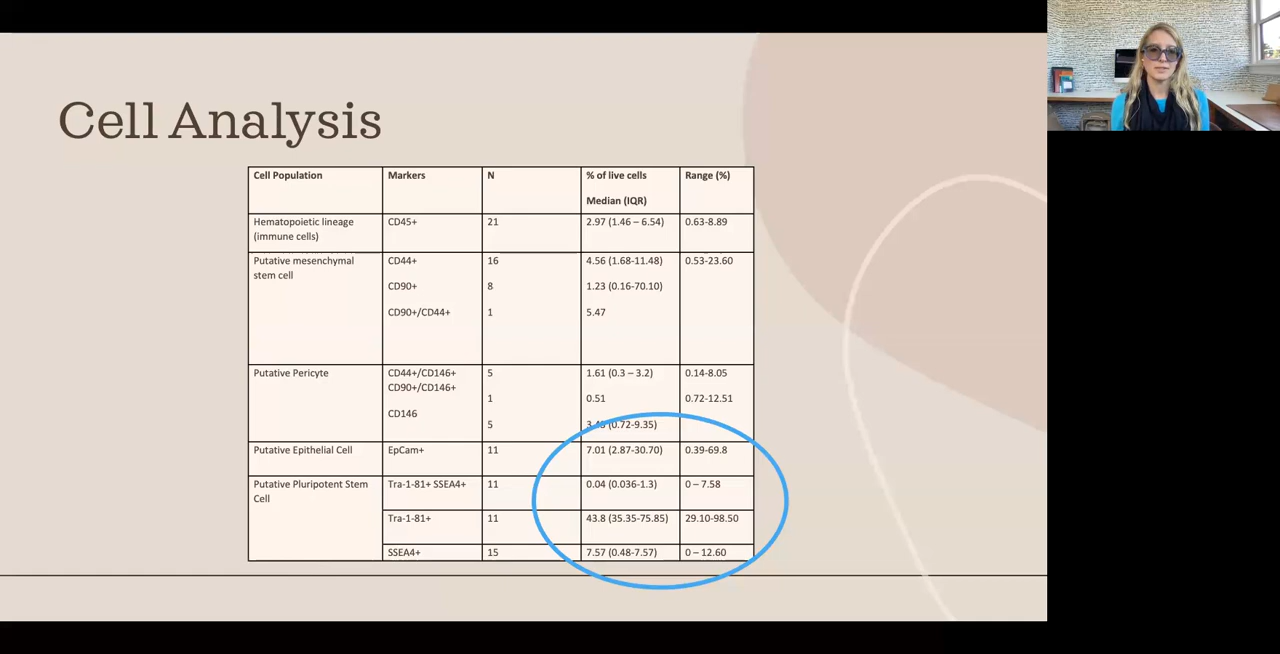 Cell Analysis
Cell Population Markers N % of live cells Range (%)
Median (IQR)
Hematopoietic lineage CD45+ 21 2.97 (1.46 – 6.54) 0.63-8.89
(immune cells)
Putative mesenchymal CD44+ 16 4.56 (1.68-11.48) 0.53-23.60
stem cell
CD90+ 8 1.23 (0.16-70.10)
CD90+/CD44+ 1 5.47
Putative Pericyte CD44+/CD146+ 5 1.61 (0.3 – 3.2) 0.14-8.05
CD90+/CD146+
1 0.51 0.72-12.51
CD146
5 (0.72-9.35)
Putative Epithelial Cell EpCam+ 11 7.01 (2.87-30.70) 0.39-69.8
Putative Pluripotent Stem Tra-1-81+ SSEA4+ 11 0.04 (0.036-1.3) 0 – 7.58
Cell
Tra-1-81+ 11 43.8 (35.35-75.85) 29.10-98.50
SSEA4+ 15 7.57 (0.48-7.57) 0 – 12.60